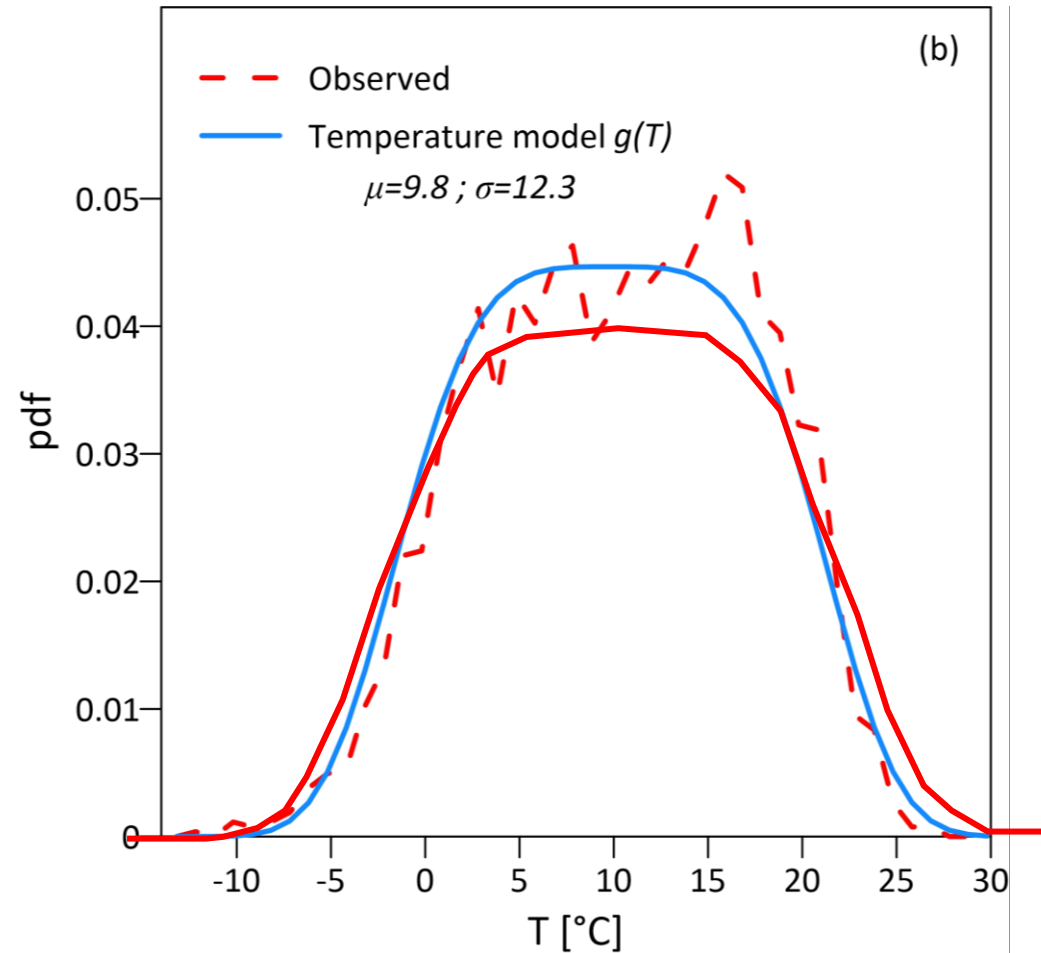 (b)
Observed
Temperature model g(T)
μ=9.8 ; σ=12.3
0.05
0.04
0.03
0.02
0.01
0
pdf
-10 -5 0 5 10 15 20 25 30
T [°C]